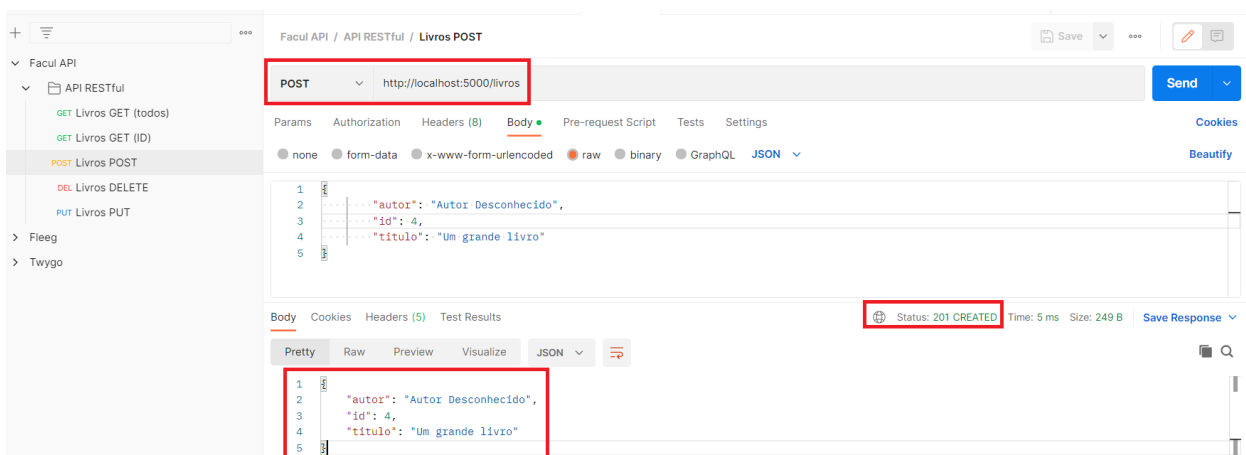 Facul API / API RESTful / Livros POST
Save
Facul API
API RESTful
GET Livros GET (todos)
GET Livros GET (ID)
POST Livros POST
DEL Livros DELETE
PUT Livros PUT
Fleeg
Twygo
POST http://localhost:5000/livros
Send
Params Authorization Headers (8) Body Pre-request Script Tests Settings Cookies
none form-data x-www-form-urlencoded raw binary GraphQL JSON Beautify
1 {
2 "autor": "Autor Desconhecido",
3 "id": 4,
4 "titulo": "Um grande livro"
5 }
Body Cookies Headers (5) Test Results Status: 201 CREATED Time: 5 ms Size: 249 B Save Response
Pretty Raw Preview Visualize JSON
1 {
2 "autor": "Autor Desconhecido",
3 "id": 4,
4 "titulo": "Um grande livro"
5 }